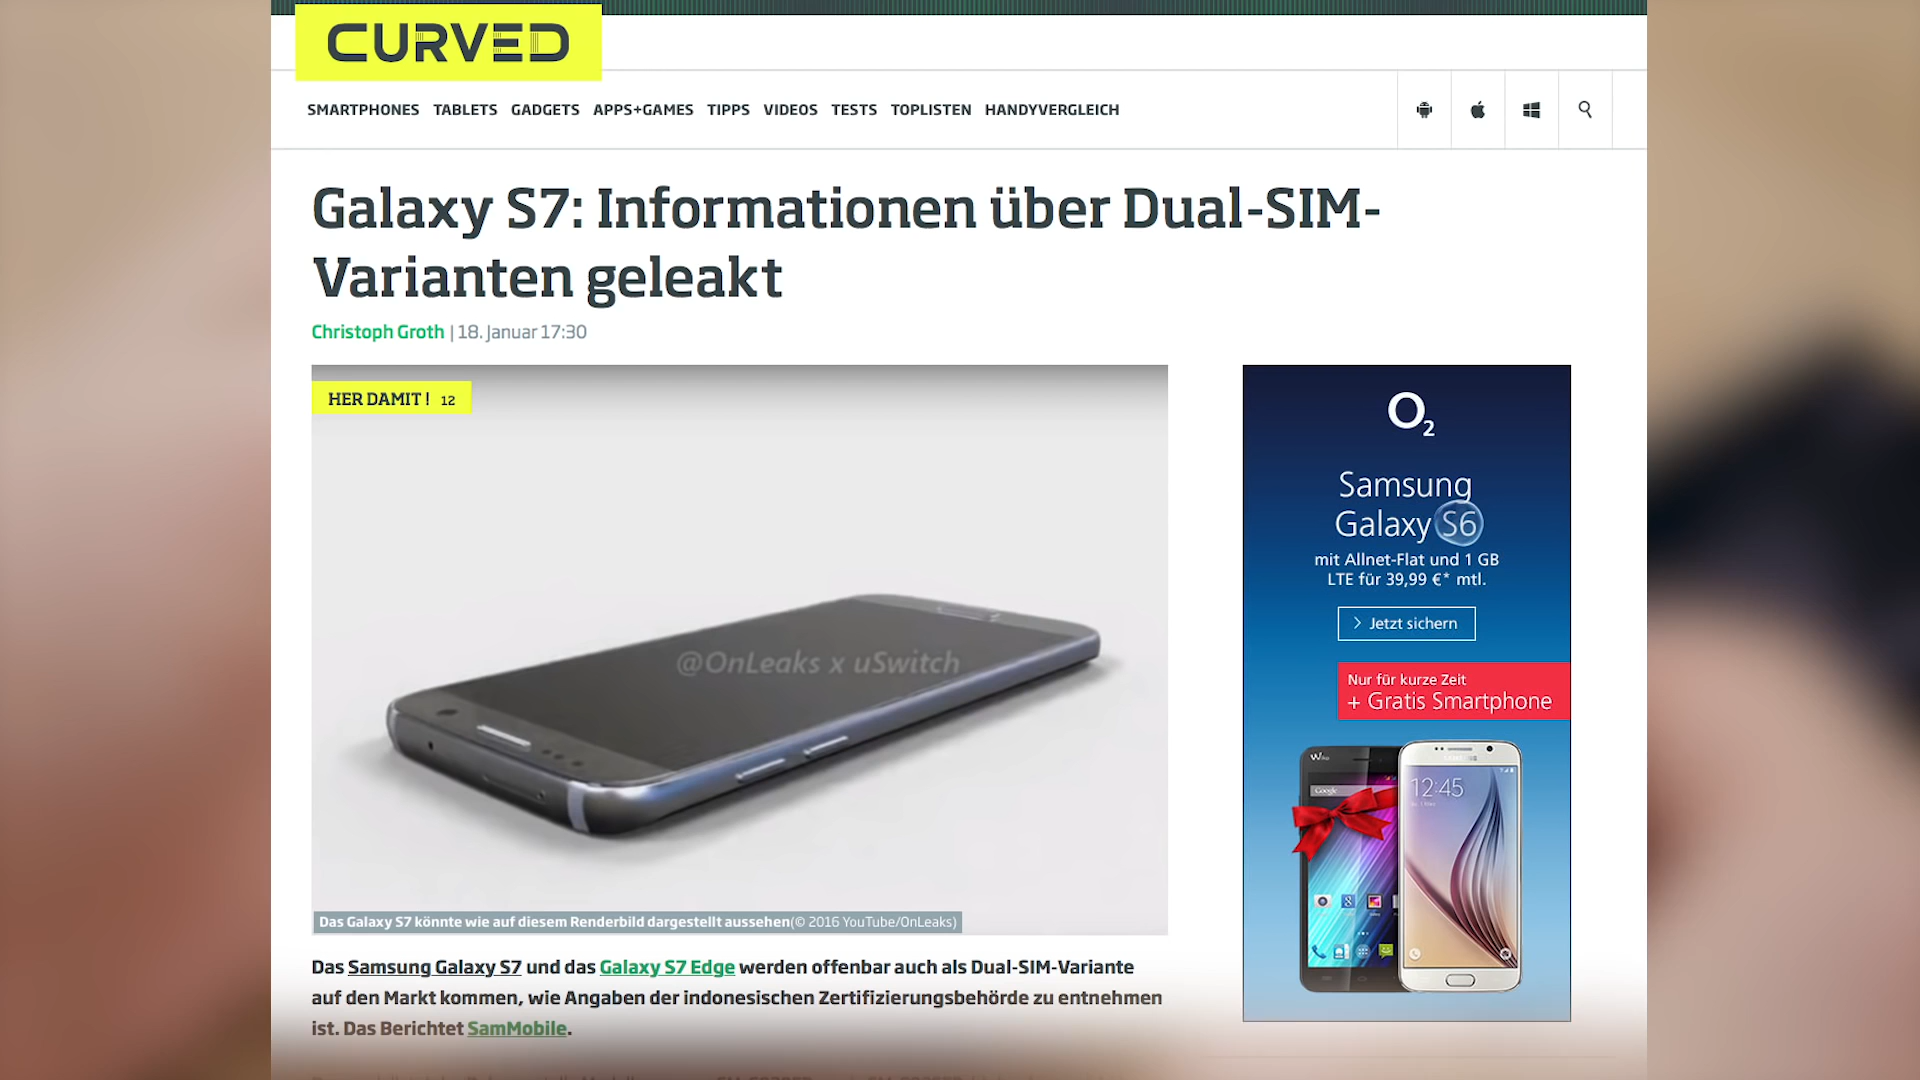 CURVED
SMARTPHONES TABLETS GADGETS APPS+GAMES TIPPS VIDEOS TESTS TOPLISTEN HANDYVERGLEICH
Galaxy S7: Informationen über Dual-SIM-
Varianten geleakt
Christoph Groth | 18. Januar 17:30
HER DAMIT! 12
@OnLeaks x uSwitch
Das Galaxy S7 könnte wie auf diesem Renderbild dargestellt aussehen(© 2016 YouTube/OnLeaks)
Das Samsung Galaxy S7 und das Galaxy S7 Edge werden offenbar auch als Dual-SIM-Variante
auf den Markt kommen, wie Angaben der indonesischen Zertifizierungsbehörde zu entnehmen
ist. Das Berichtet SamMobile.
O2
Samsung
Galaxy S6
mit Allnet-Flat und 1 GB
LTE für 39,99 €* mtl.
> Jetzt sichern
Nur für kurze Zeit
+ Gratis Smartphone
Wiko
SAMSUNG
Google
12:45